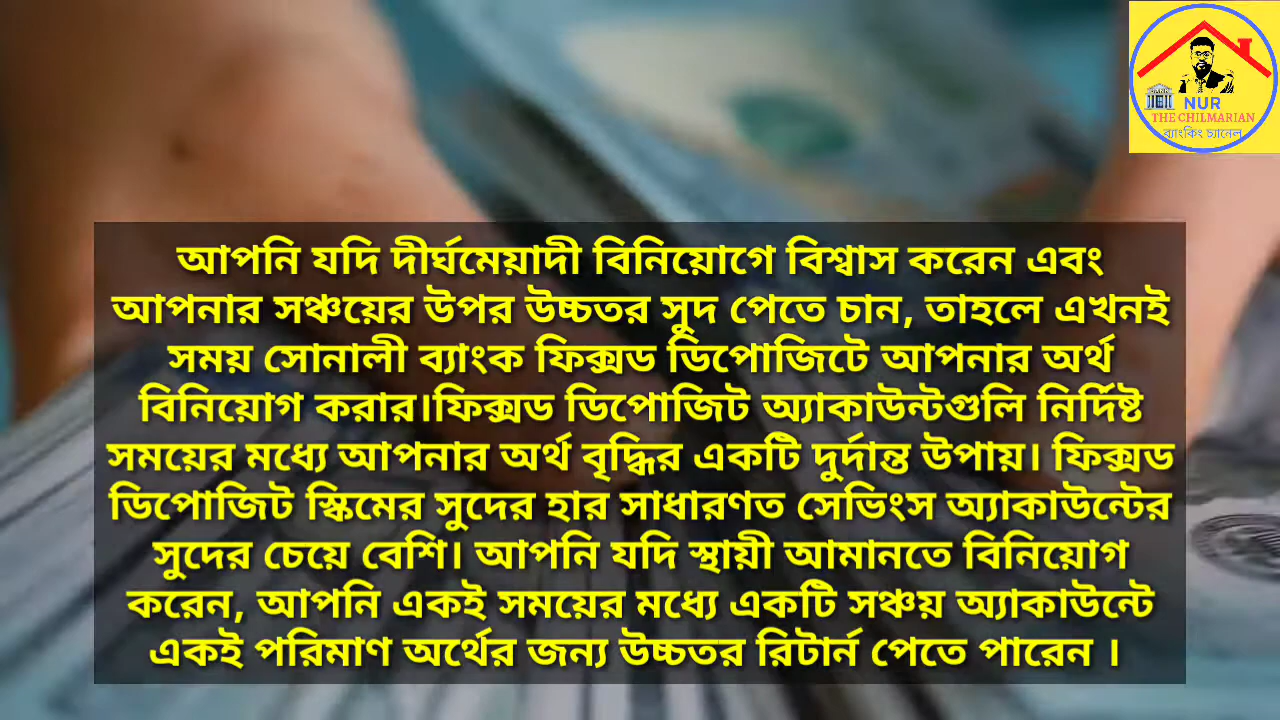 NUR
THE CHILMARIAN
ব্যাংকিং চ্যানেল
আপনি যদি দীর্ঘমেয়াদী বিনিয়োগে বিশ্বাস করেন এবং
আপনার সঞ্চয়ের উপর উচ্চতর সুদ পেতে চান, তাহলে এখনই
সময় সোনালী ব্যাংক ফিক্সড ডিপোজিটে আপনার অর্থ
বিনিয়োগ করার।ফিক্সড ডিপোজিট অ্যাকাউন্টগুলি নির্দিষ্ট
সময়ের মধ্যে আপনার অর্থ বৃদ্ধির একটি দুর্দান্ত উপায়। ফিক্সড
ডিপোজিট স্কিমের সুদের হার সাধারণত সেভিংস অ্যাকাউন্টের
সুদের চেয়ে বেশি। আপনি যদি স্থায়ী আমানতে বিনিয়োগ
করেন, আপনি একই সময়ের মধ্যে একটি সঞ্চয় অ্যাকাউন্টে
একই পরিমাণ অর্থের জন্য উচ্চতর রিটার্ন পেতে পারেন ।